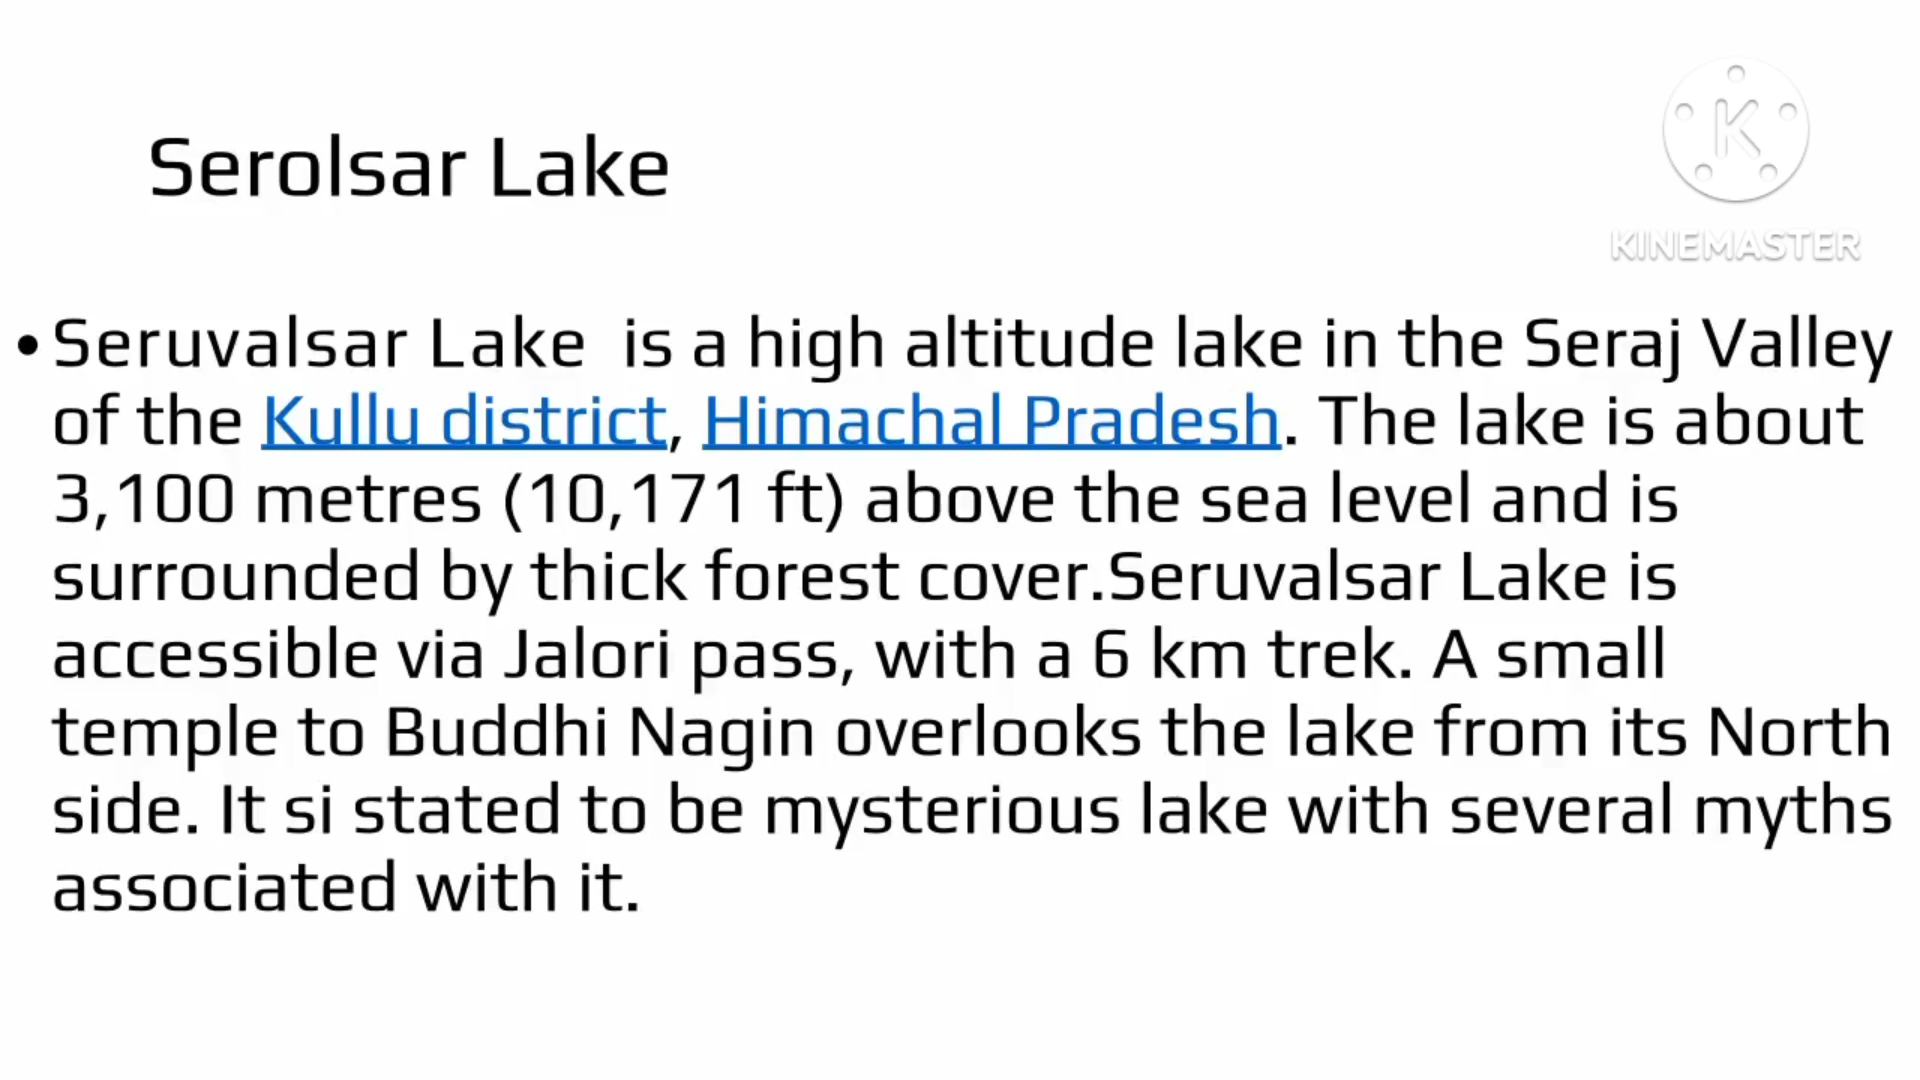 Serolsar Lake
K
KINEMASTER
•Seruvalsar Lake  is a high altitude lake in the Seraj Valley
of the Kullu district, Himachal Pradesh. The lake is about
3,100 metres (10,171 ft) above the sea level and is
surrounded by thick forest cover.Seruvalsar Lake is
accessible via Jalori pass, with a 6 km trek. A small
temple to Buddhi Nagin overlooks the lake from its North
side. It si stated to be mysterious lake with several myths
associated with it.